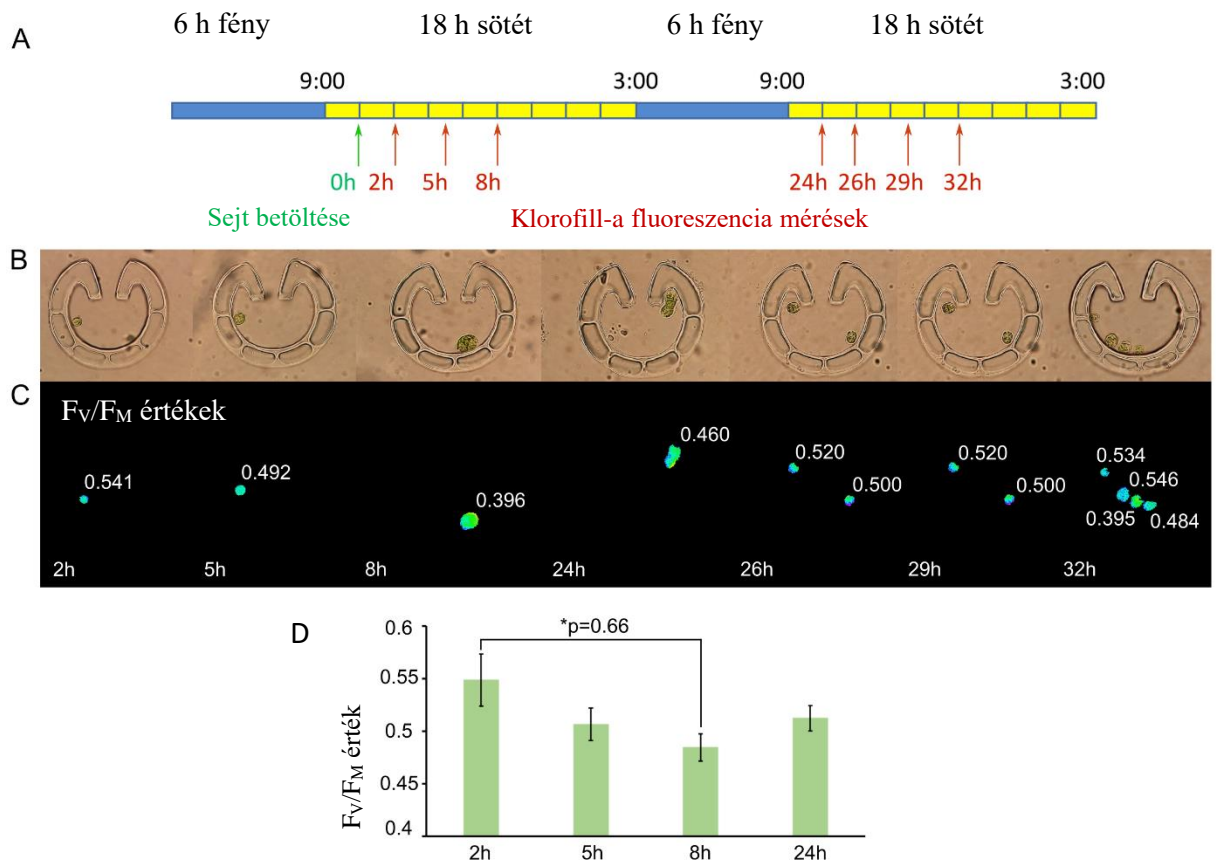 A
6 h fény 18 h sötét 6 h fény 18 h sötét
9:00 3:00 9:00 3:00
0h 2h 5h 8h 24h 26h 29h 32h
Sejt betöltése Klorofill-a fluoreszencia mérések
B
C
FV/FM értékek
0.541 0.492 0.396 0.460 0.520 0.500 0.520 0.500 0.534 0.546 0.395 0.484
2h 5h 8h 24h 26h 29h 32h
D
*p=0.66
FV/FM érték
0.6
0.55
0.5
0.45
0.4
2h 5h 8h 24h